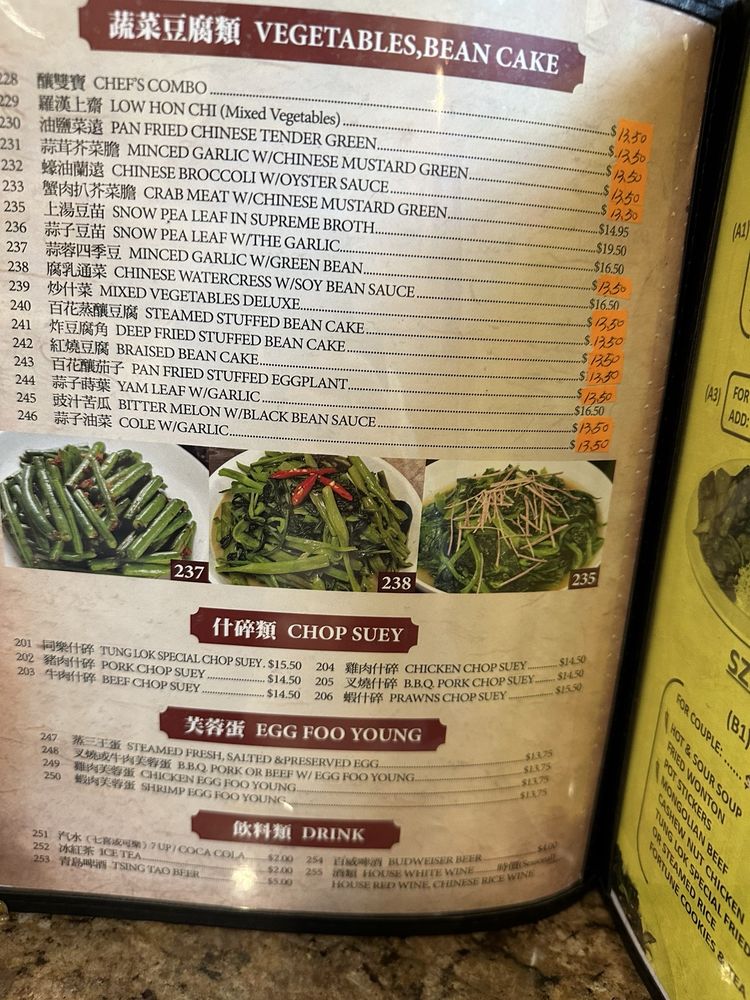 蔬菜豆腐類 VEGETABLES,BEAN CAKE
228 釀雙寶 CHEF'S COMBO $ 13.50
229 羅漢上齋 LOW HON CHI (Mixed Vegetables) $ 13.50
230 油鹽菜遠 PAN FRIED CHINESE TENDER GREEN $ 13.50
231 蒜茸芥菜膽 MINCED GARLIC W/CHINESE MUSTARD GREEN $ 13.50
232 蠔油蘭遠 CHINESE BROCCOLI W/OYSTER SAUCE $ 13.50
233 蟹肉扒芥菜膽 CRAB MEAT W/CHINESE MUSTARD GREEN $14.95
235 上湯豆苗 SNOW PEA LEAF IN SUPREME BROTH $19.50
236 蒜子豆苗 SNOW PEA LEAF W/THE GARLIC $16.50
237 蒜蓉四季豆 MINCED GARLIC W/GREEN BEAN $ 13.50
238 腐乳通菜 CHINESE WATERCRESS W/SOY BEAN SAUCE $16.50
239 炒什菜 MIXED VEGETABLES DELUXE $ 13.50
240 百花蒸釀豆腐 STEAMED STUFFED BEAN CAKE $ 13.50
241 炸豆腐角 DEEP FRIED STUFFED BEAN CAKE $ 13.50
242 紅燒豆腐 BRAISED BEAN CAKE $ 13.50
243 百花釀茄子 PAN FRIED STUFFED EGGPLANT $ 13.50
244 蒜子蒔葉 YAM LEAF W/GARLIC $16.50
245 豉汁苦瓜 BITTER MELON W/BLACK BEAN SAUCE $ 13.50
246 蒜子油菜 COLE W/GARLIC $ 13.50
237
238
235
什碎類 CHOP SUEY
201 同樂什碎 TUNG LOK SPECIAL CHOP SUEY. $15.50
202 豬肉什碎 PORK CHOP SUEY $14.50
203 牛肉什碎 BEEF CHOP SUEY $14.50
204 雞肉什碎 CHICKEN CHOP SUEY $14.50
205 叉燒什碎 B.B.Q. PORK CHOP SUEY $14.50
206 蝦什碎 PRAWNS CHOP SUEY $15.50
芙蓉蛋 EGG FOO YOUNG
247 蒸三王蛋 STEAMED FRESH, SALTED &PRESERVED EGG $13.75
248 叉燒或牛肉芙蓉蛋 B.B.Q. PORK OR BEEF W/ EGG FOO YOUNG $13.75
249 雞肉芙蓉蛋 CHICKEN EGG FOO YOUNG $13.75
250 蝦肉芙蓉蛋 SHRIMP EGG FOO YOUNG $13.75
飲料類 DRINK
251 汽水 (七喜或可樂) 7 UP / COCA COLA $2.00
252 冰紅茶 ICE TEA $2.00
253 青島啤酒 TSING TAO BEER $5.00
254 百威啤酒 BUDWEISER BEER $4.00
255 酒類 HOUSE WHITE WINE 時價(Seasonal)
HOUSE RED WINE, CHINESE RICE WINE
(A1)
(A3) FOR
ADD:
SZ
(B1)
FOR COUPLE:
HOT & SOUR SOUP
FRIED WONTON
POT STICKERS
MONGOLIAN BEEF
CASHEW NUT CHICKEN
TUNG LOK SPECIAL FRIED
OR STEAMED RICE
FORTUNE COOKIES & TEA